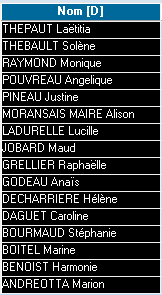 Nom [D]
THEPAUT Laëtitia
THEBAULT Solène
RAYMOND Monique
POUVREAU Angelique
PINEAU Justine
MORANSAIS MAIRE Alison
LADURELLE Lucille
JOBARD Maud
GRELLIER Raphaëlle
GODEAU Anaïs
DECHARRIERE Hélène
DAGUET Caroline
BOURMAUD Stéphanie
BOITEL Marine
BENOIST Harmonie
ANDREOTTA Marion